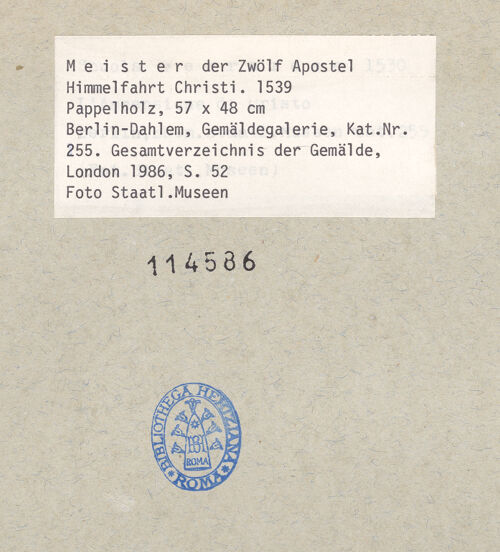 M e i s t e r der Zwölf Apostel
Himmelfahrt Christi. 1539
Pappelholz, 57 x 48 cm
Berlin-Dahlem, Gemäldegalerie, Kat.Nr.
255. Gesamtverzeichnis der Gemälde,
London 1986, S. 52
Foto Staatl.Museen
114586
BIBLIOTHECA HERTZIANA
ROMA
ROMA